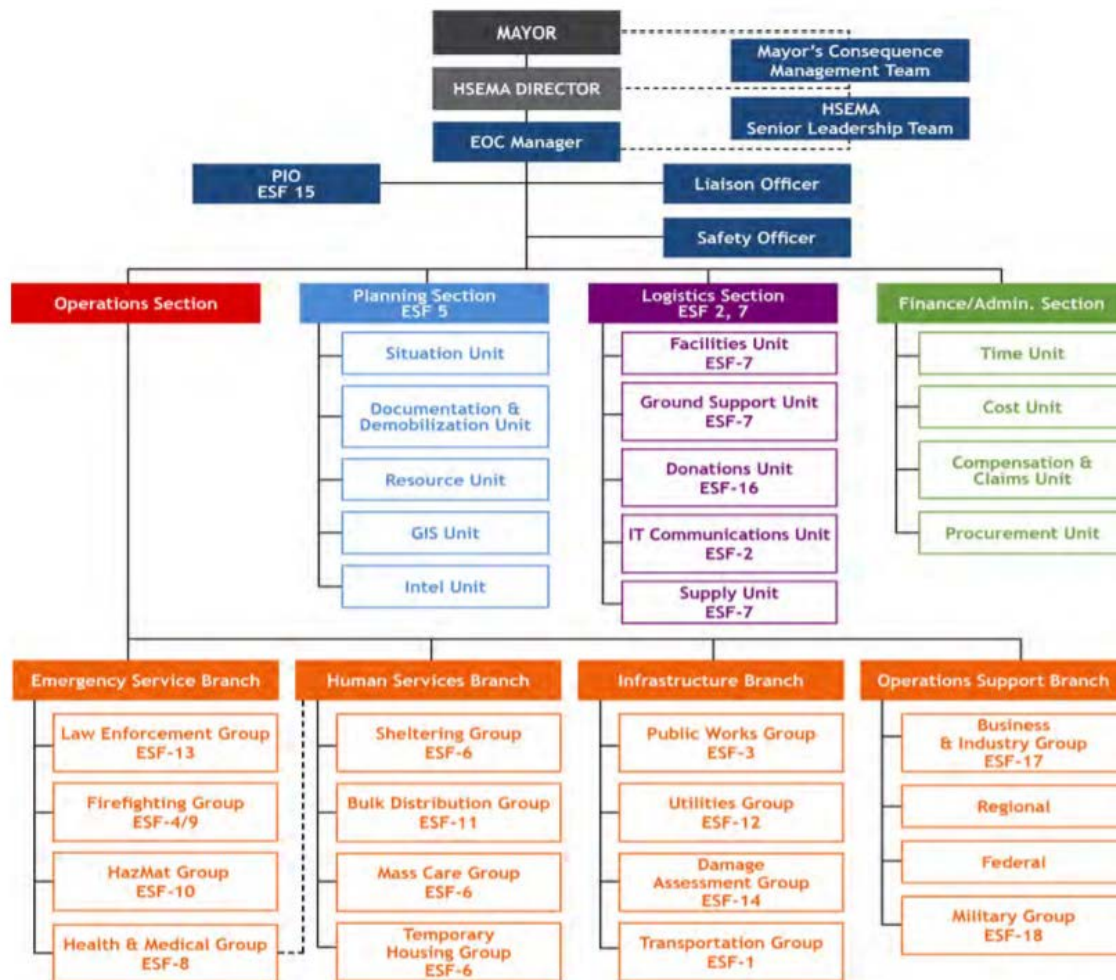 MAYOR
Mayor's Consequence
Management Team
HSEMA DIRECTOR
HSEMA
Senior Leadership Team
EOC Manager
PIO
ESF 15
Liaison Officer
Safety Officer
Operations Section
Planning Section
ESF 5
Logistics Section
ESF 2, 7
Finance/Admin. Section
Situation Unit
Documentation &
Demobilization Unit
Resource Unit
GIS Unit
Intel Unit
Facilities Unit
ESF-7
Ground Support Unit
ESF-7
Donations Unit
ESF-16
IT Communications Unit
ESF-2
Supply Unit
ESF-7
Time Unit
Cost Unit
Compensation &
Claims Unit
Procurement Unit
Emergency Service Branch
Human Services Branch
Infrastructure Branch
Operations Support Branch
Law Enforcement Group
ESF-13
Firefighting Group
ESF-4/9
HazMat Group
ESF-10
Health & Medical Group
ESF-8
Sheltering Group
ESF-6
Bulk Distribution Group
ESF-11
Mass Care Group
ESF-6
Temporary
Housing Group
ESF-6
Public Works Group
ESF-3
Utilities Group
ESF-12
Damage
Assessment Group
ESF-14
Transportation Group
ESF-1
Business
& Industry Group
ESF-17
Regional
Federal
Military Group
ESF-18